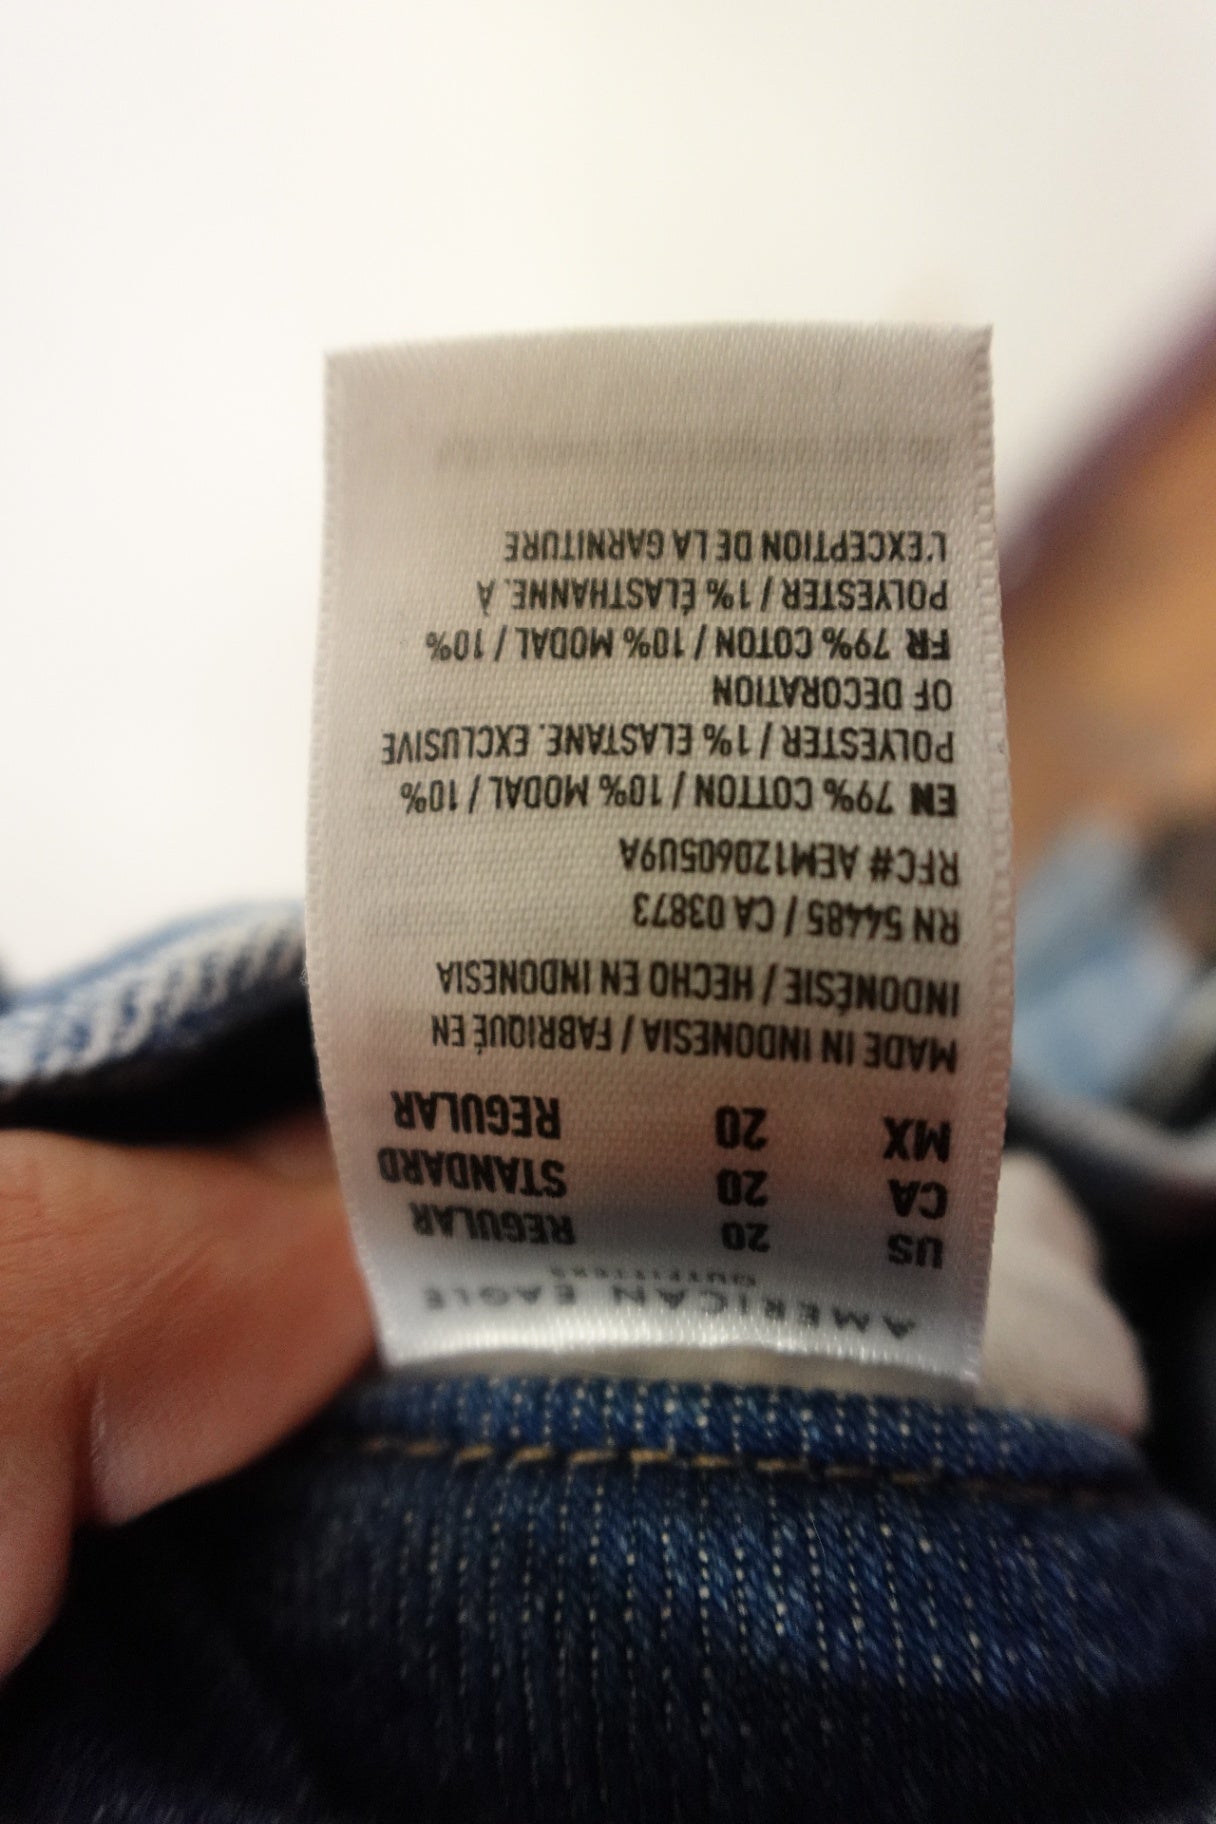 AMERICAN EAGLE
OUTFITTERS
US 20 REGULAR
CA 20 STANDARD
MX 20 REGULAR
MADE IN INDONESIA / FABRIQUÉ EN
INDONÉSIE / HECHO EN INDONESIA
RN 54485 / CA 03873
RFC# AEM120605U9A
EN 79% COTTON / 10% MODAL / 10%
POLYESTER / 1% ELASTANE. EXCLUSIVE
OF DECORATION
FR 79% COTON / 10% MODAL / 10%
POLYESTER / 1% ÉLASTHANNE. À
L'EXCEPTION DE LA GARNITURE